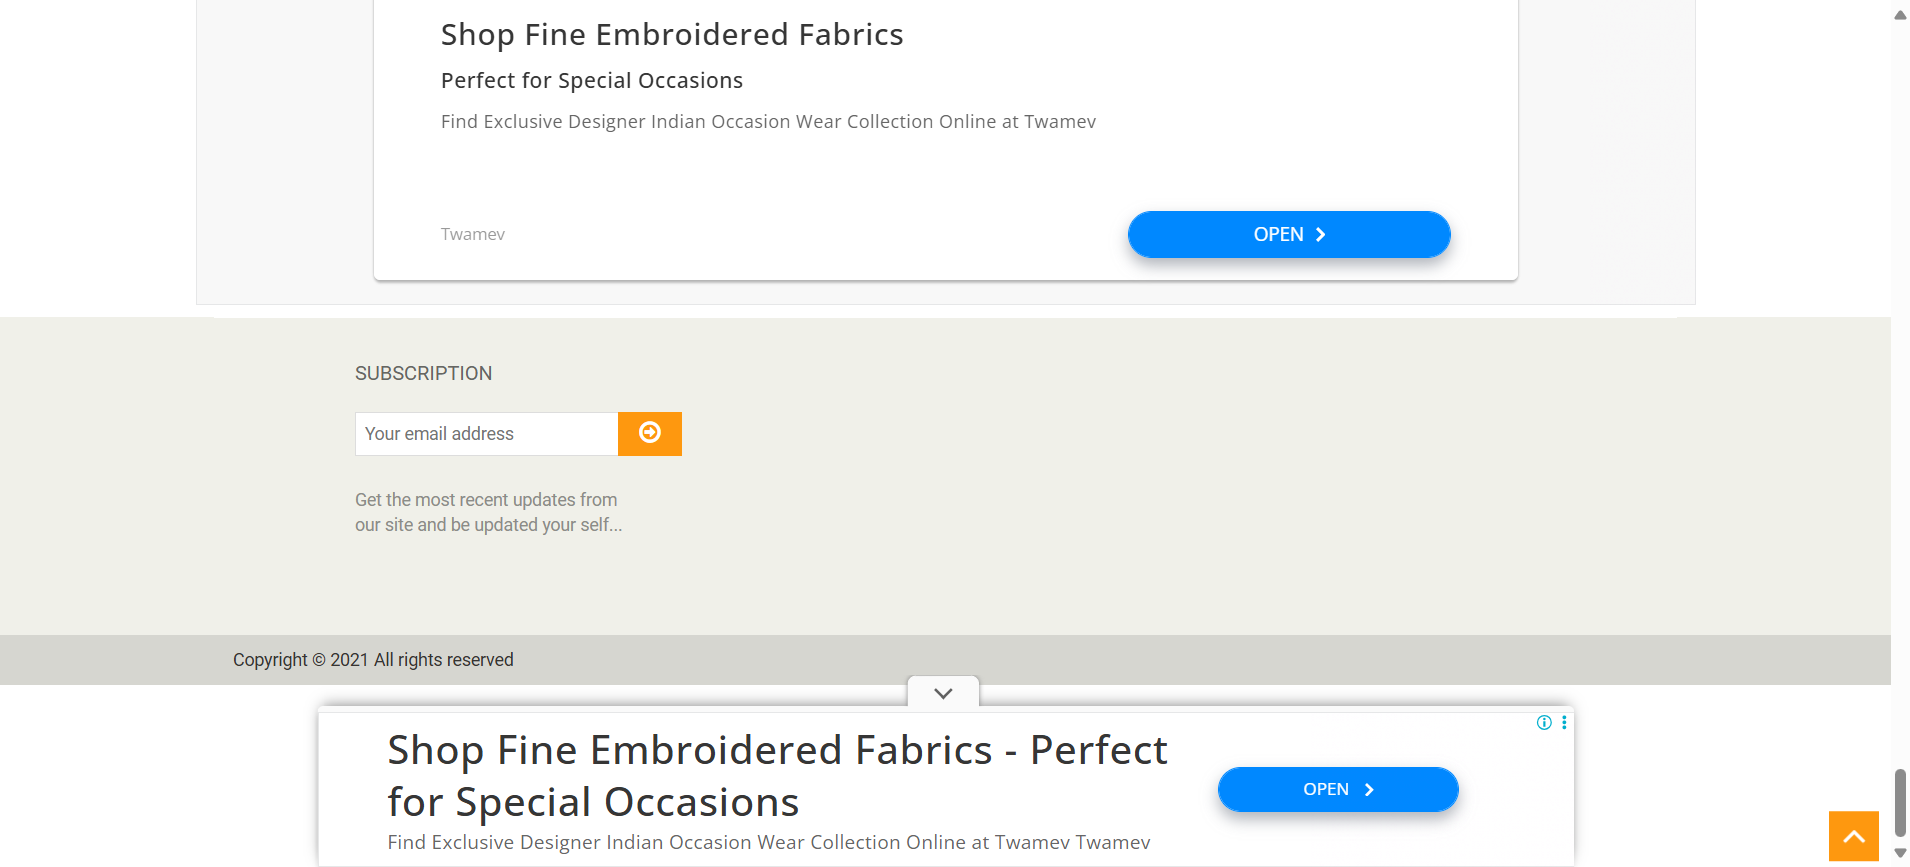 Shop Fine Embroidered Fabrics
Perfect for Special Occasions
Find Exclusive Designer Indian Occasion Wear Collection Online at Twamev
Twamev
OPEN
SUBSCRIPTION
Your email address
Get the most recent updates from
our site and be updated your self...
Copyright © 2021 All rights reserved
Shop Fine Embroidered Fabrics - Perfect
for Special Occasions
OPEN
Find Exclusive Designer Indian Occasion Wear Collection Online at Twamev Twamev